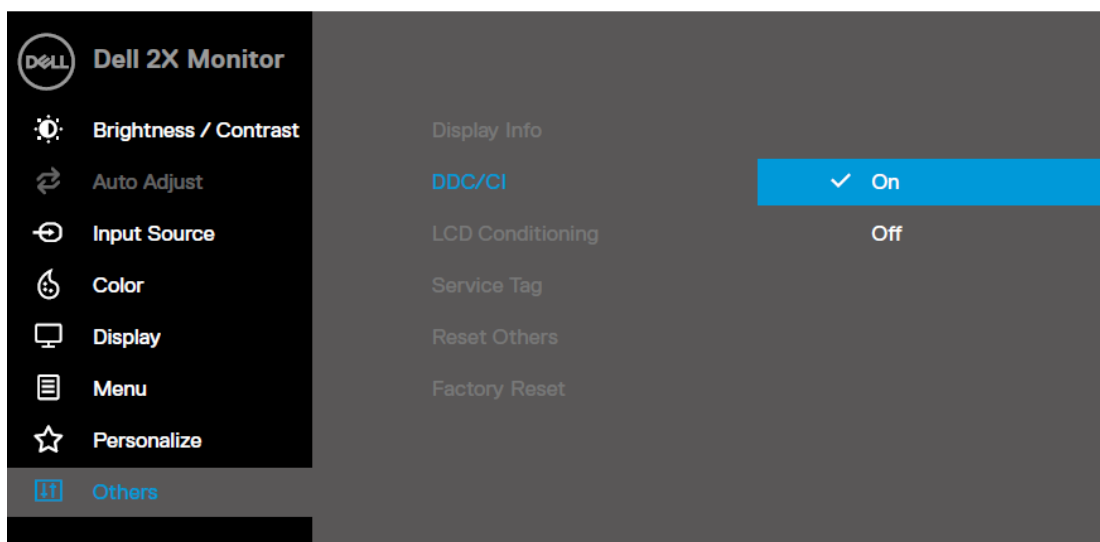 DELL Dell 2X Monitor
Brightness / Contrast
Auto Adjust
Input Source
Color
Display
Menu
Personalize
Others
Display Info
DDC/CI
LCD Conditioning
Service Tag
Reset Others
Factory Reset
On
Off